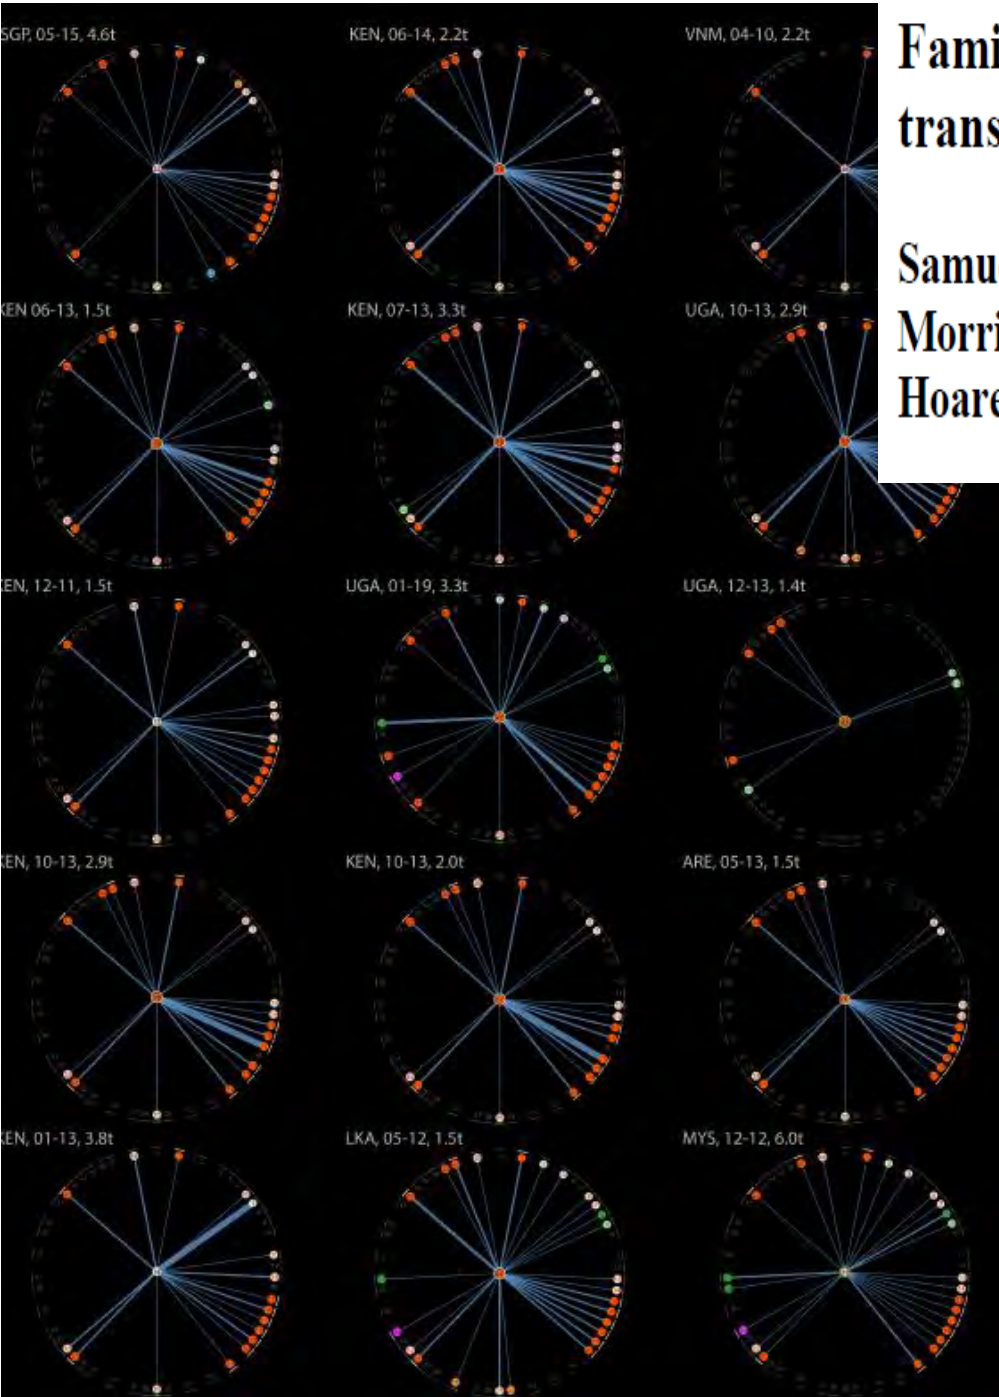 SGP, 05-15, 4.6t
KEN, 06-14, 2.2t
VNM, 04-10, 2.2t
Fami
trans
Samu
Morri
Hoare
KEN 06-13, 1.5t
KEN, 07-13, 3.3t
UGA, 10-13, 2.9t
KEN, 12-11, 1.5t
UGA, 01-19, 3.3t
UGA, 12-13, 1.4t
KEN, 10-13, 2.9t
KEN, 10-13, 2.0t
ARE, 05-13, 1.5t
KEN, 01-13, 3.8t
LKA, 05-12, 1.5t
MYS, 12-12, 6.0t